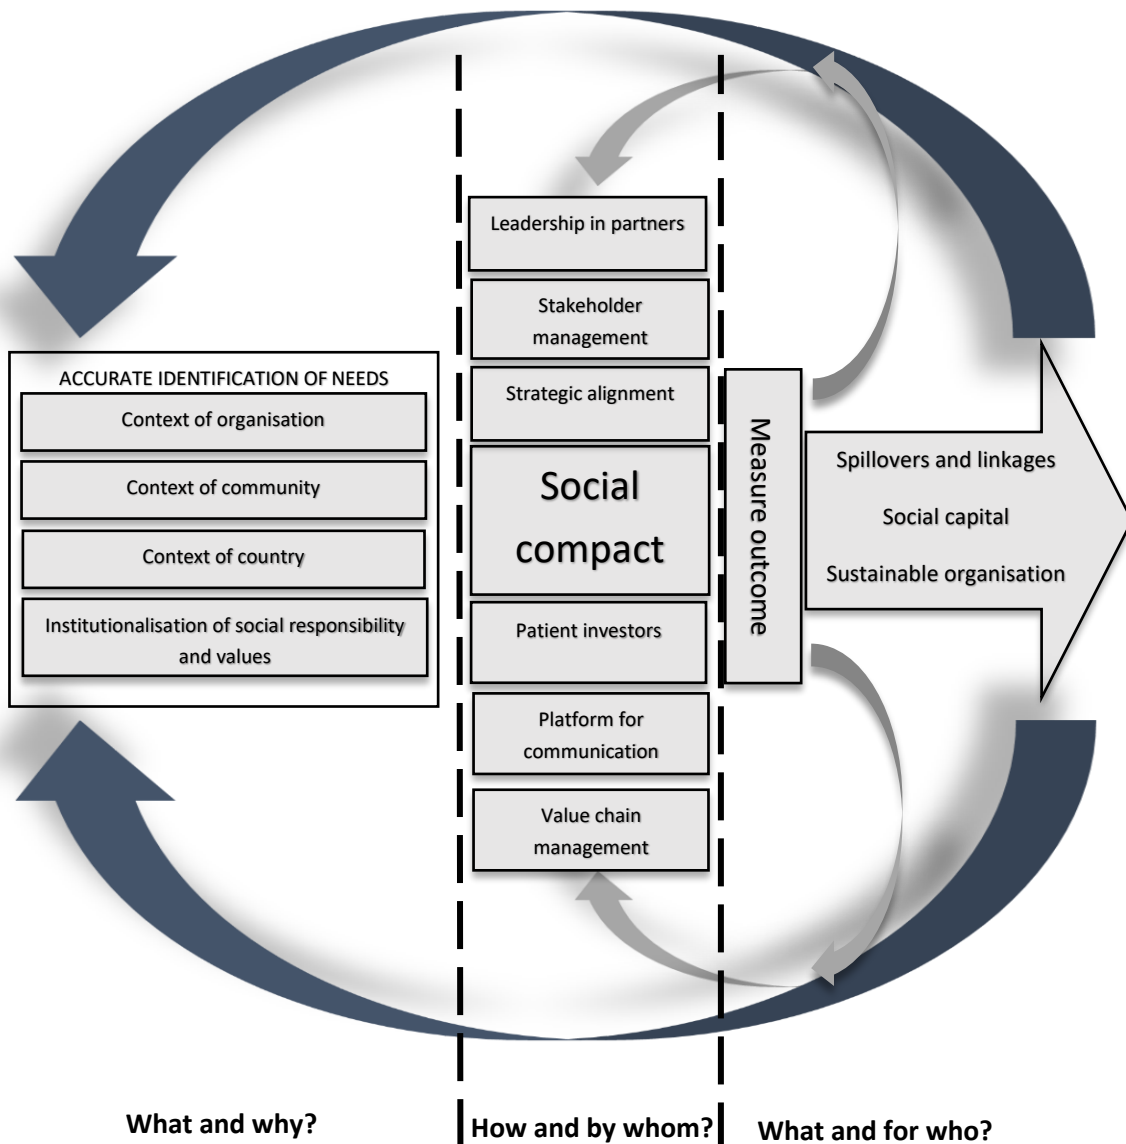 ACCURATE IDENTIFICATION OF NEEDS
Context of organisation
Context of community
Context of country
Institutionalisation of social responsibility
and values
Leadership in partners
Stakeholder
management
Strategic alignment
Social
compact
Patient investors
Platform for
communication
Value chain
management
Measure outcome
Spillovers and linkages
Social capital
Sustainable organisation
What and why?
How and by whom?
What and for who?